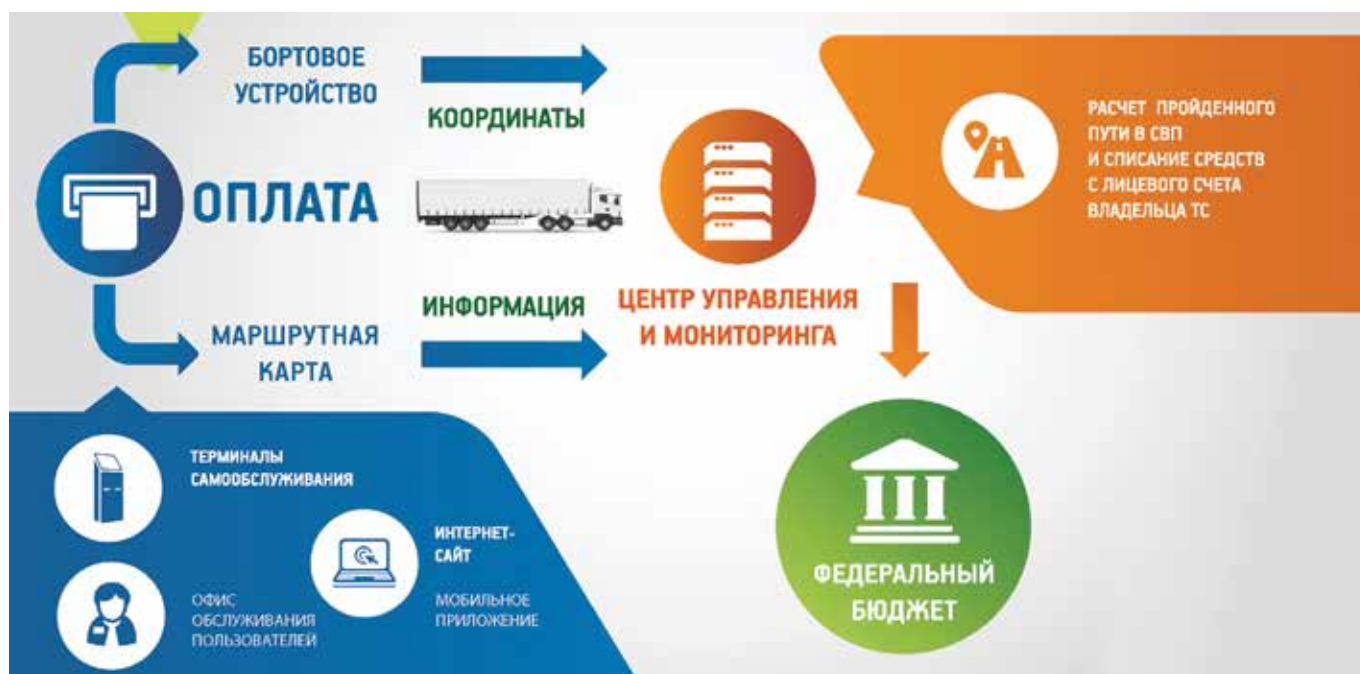 БОРТОВОЕ
УСТРОЙСТВО
КООРДИНАТЫ
ОПЛАТА
ИНФОРМАЦИЯ
МАРШРУТНАЯ
КАРТА
ЦЕНТР УПРАВЛЕНИЯ
И МОНИТОРИНГА
РАСЧЕТ ПРОЙДЕННОГО
ПУТИ В СВП
И СПИСАНИЕ СРЕДСТВ
С ЛИЦЕВОГО СЧЕТА
ВЛАДЕЛЬЦА ТС
ТЕРМИНАЛЫ
САМООБСЛУЖИВАНИЯ
ИНТЕРНЕТ-
САЙТ
МОБИЛЬНОЕ
ПРИЛОЖЕНИЕ
ОФИС
ОБСЛУЖИВАНИЯ
ПОЛЬЗОВАТЕЛЕЙ
ФЕДЕРАЛЬНЫЙ
БЮДЖЕТ